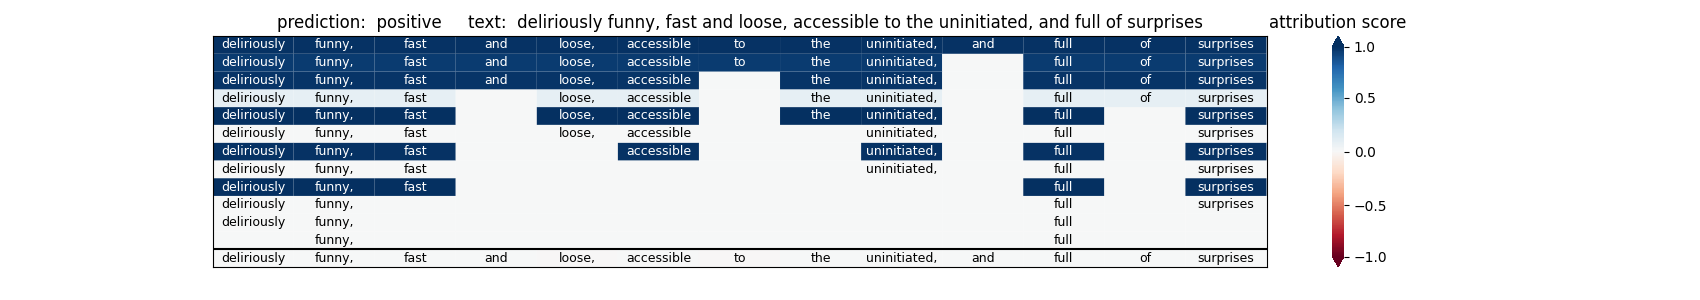 prediction:  positive     text:  deliriously funny, fast and loose, accessible to the uninitiated, and full of surprises     attribution score
deliriously funny, fast and loose, accessible to the uninitiated, and full of surprises
deliriously funny, fast and loose, accessible to the uninitiated, full of surprises
deliriously funny, fast and loose, accessible the uninitiated, full of surprises
deliriously funny, fast loose, accessible the uninitiated, full of surprises
deliriously funny, fast loose, accessible the uninitiated, full surprises
deliriously funny, fast loose, accessible uninitiated, full surprises
deliriously funny, fast accessible uninitiated, full surprises
deliriously funny, fast uninitiated, full surprises
deliriously funny, fast full surprises
deliriously funny, full surprises
deliriously funny, full
funny, full
deliriously funny, fast and loose, accessible to the uninitiated, and full of surprises
1.0
0.5
0.0
−0.5
−1.0